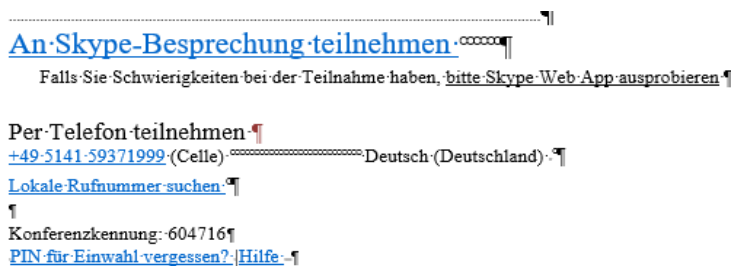 An Skype-Besprechung teilnehmen
Falls Sie Schwierigkeiten bei der Teilnahme haben, bitte Skype Web App ausprobieren
Per Telefon teilnehmen
+49 5141 59371999 (Celle) Deutsch (Deutschland)
Lokale Rufnummer suchen
Konferenzkennung: 604716
PIN für Einwahl vergessen? |Hilfe